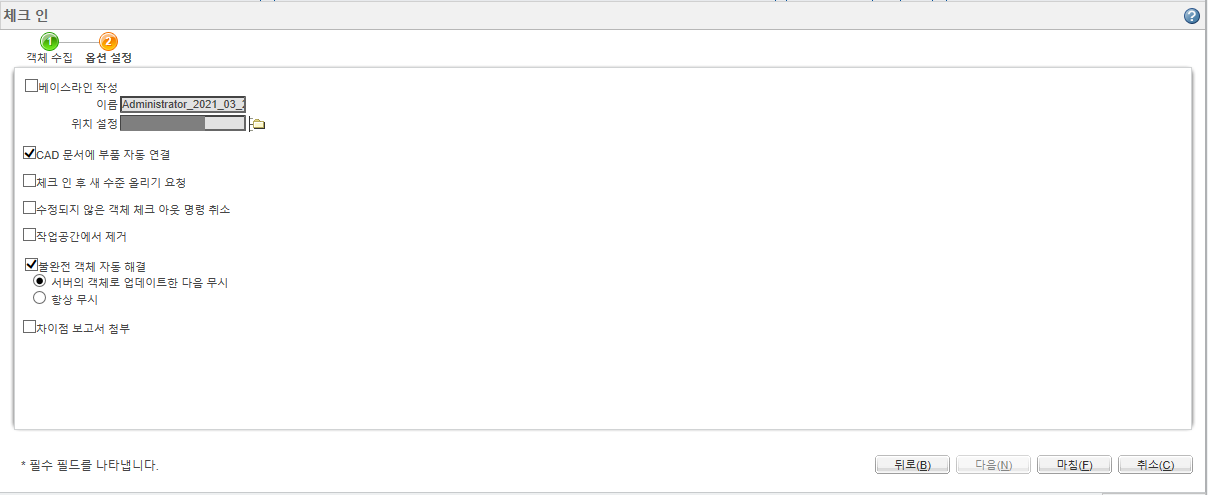 체크 인
?
1 2
객체 수집 옵션 설정
베이스라인 작성
이름 Administrator_2021_03_
위치 설정
CAD 문서에 부품 자동 연결
체크 인 후 새 수준 올리기 요청
수정되지 않은 객체 체크 아웃 명령 취소
작업공간에서 제거
불완전 객체 자동 해결
서버의 객체로 업데이트한 다음 무시
항상 무시
차이점 보고서 첨부
* 필수 필드를 나타냅니다.
뒤로(B) 다음(N) 마침(F) 취소(C)